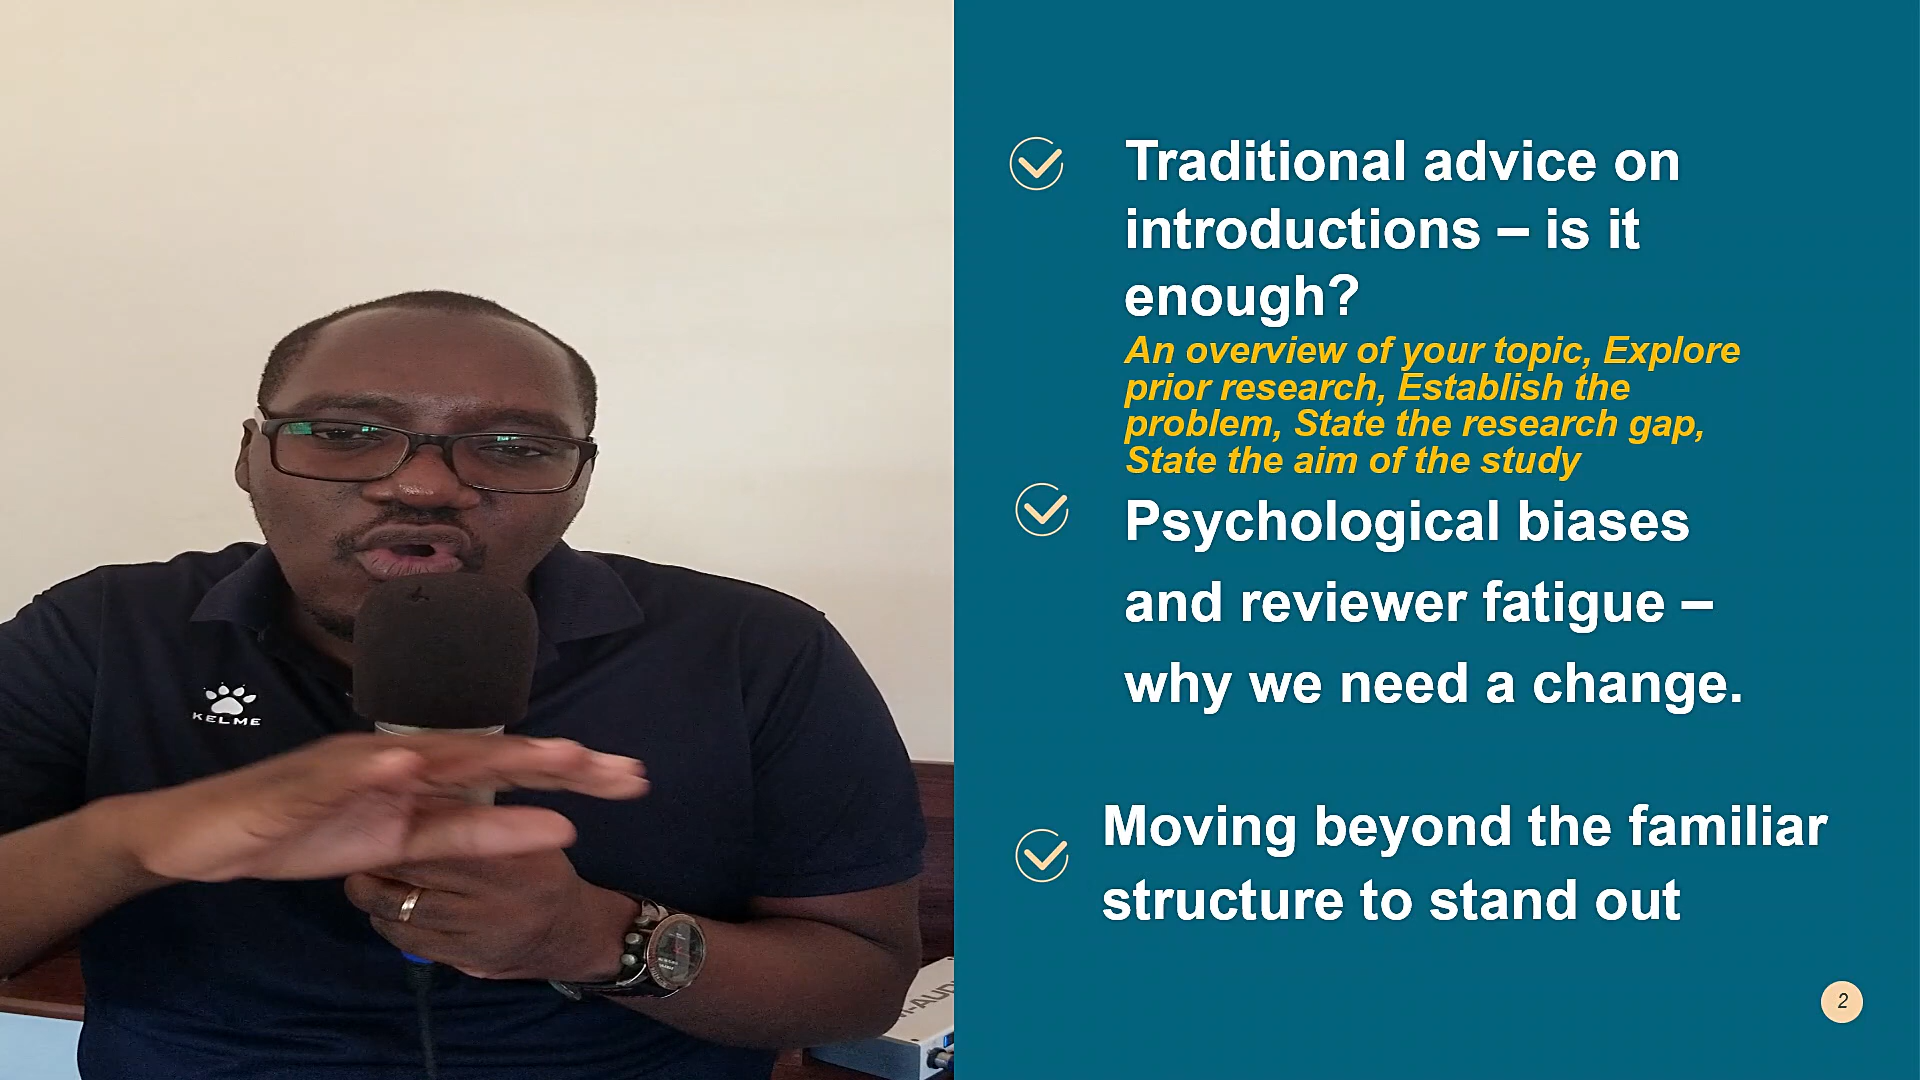 Traditional advice on
introductions – is it
enough?
An overview of your topic, Explore
prior research, Establish the
problem, State the research gap,
State the aim of the study
Psychological biases
and reviewer fatigue –
why we need a change.
Moving beyond the familiar
structure to stand out
2
KELME